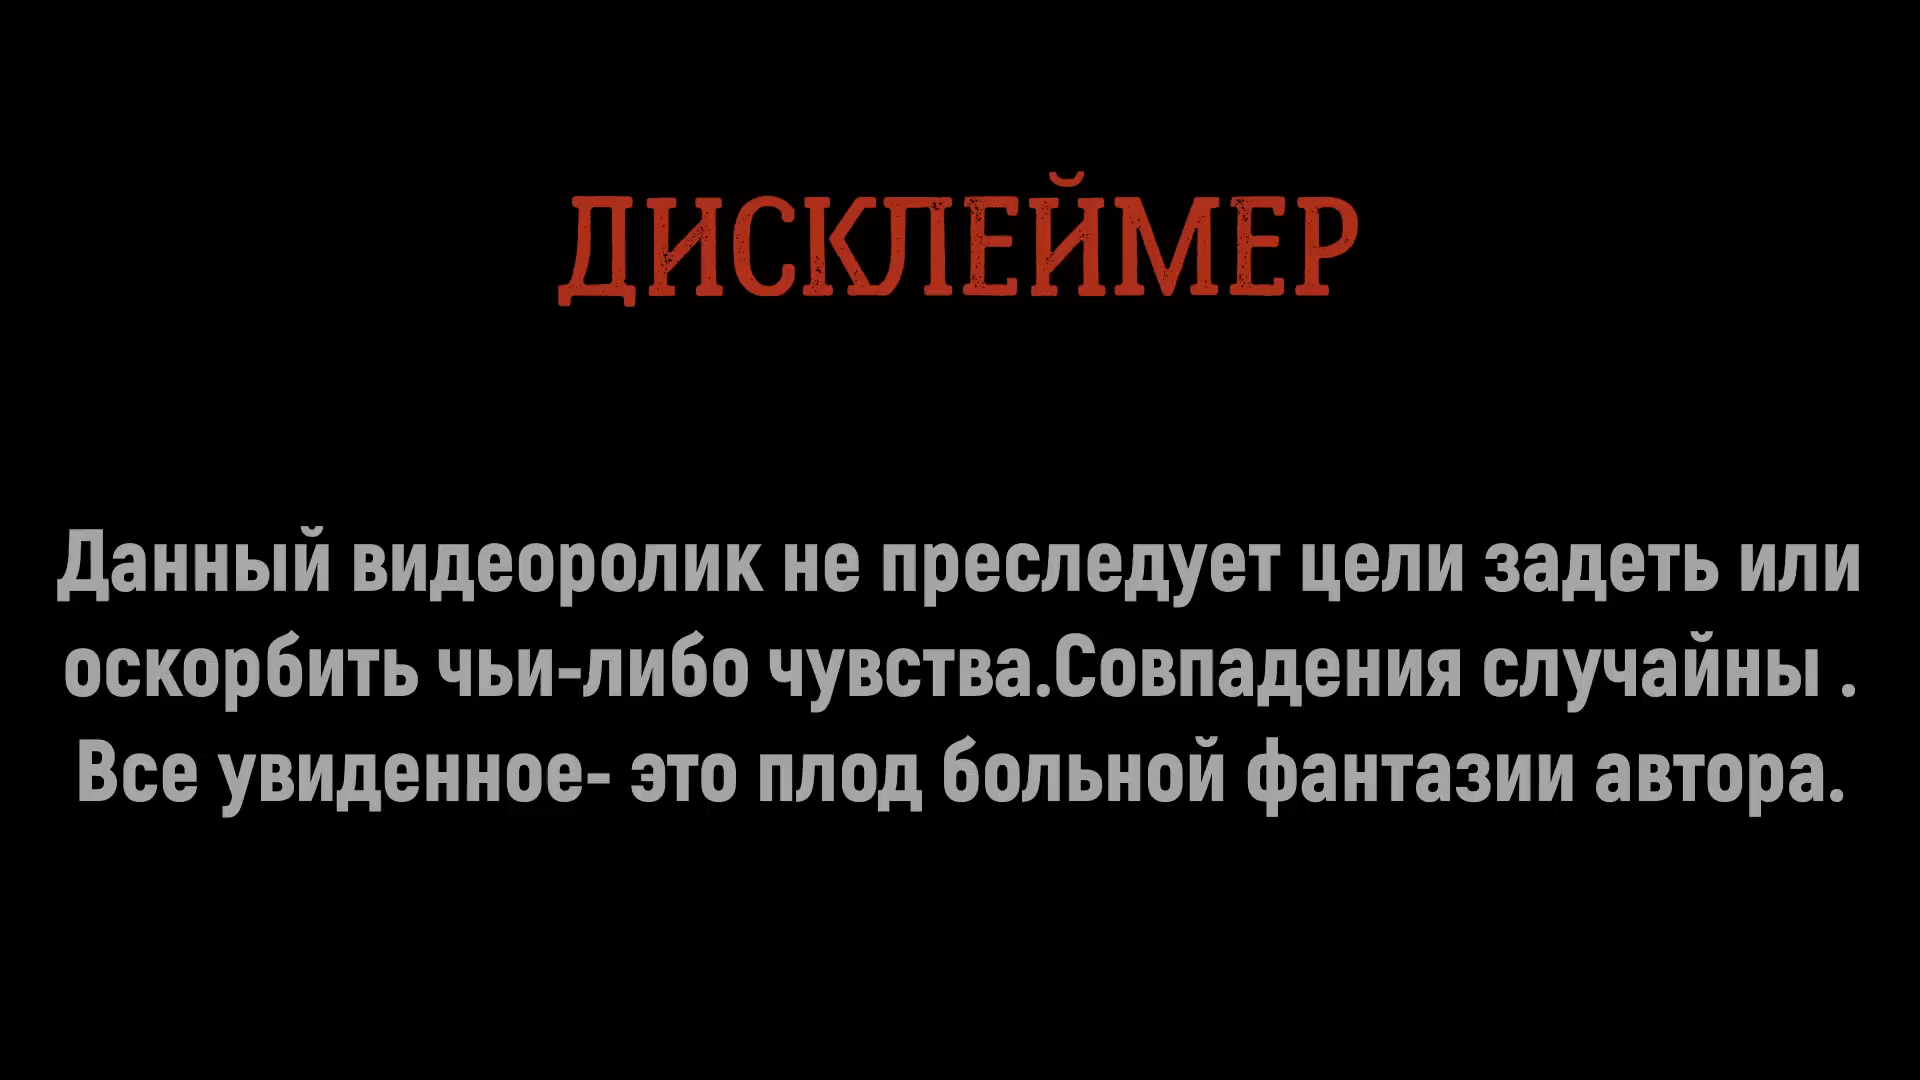 ДИСКЛЕЙМЕР
Данный видеоролик не преследует цели задеть или
оскорбить чьи-либо чувства.Совпадения случайны .
Все увиденное- это плод больной фантазии автора.